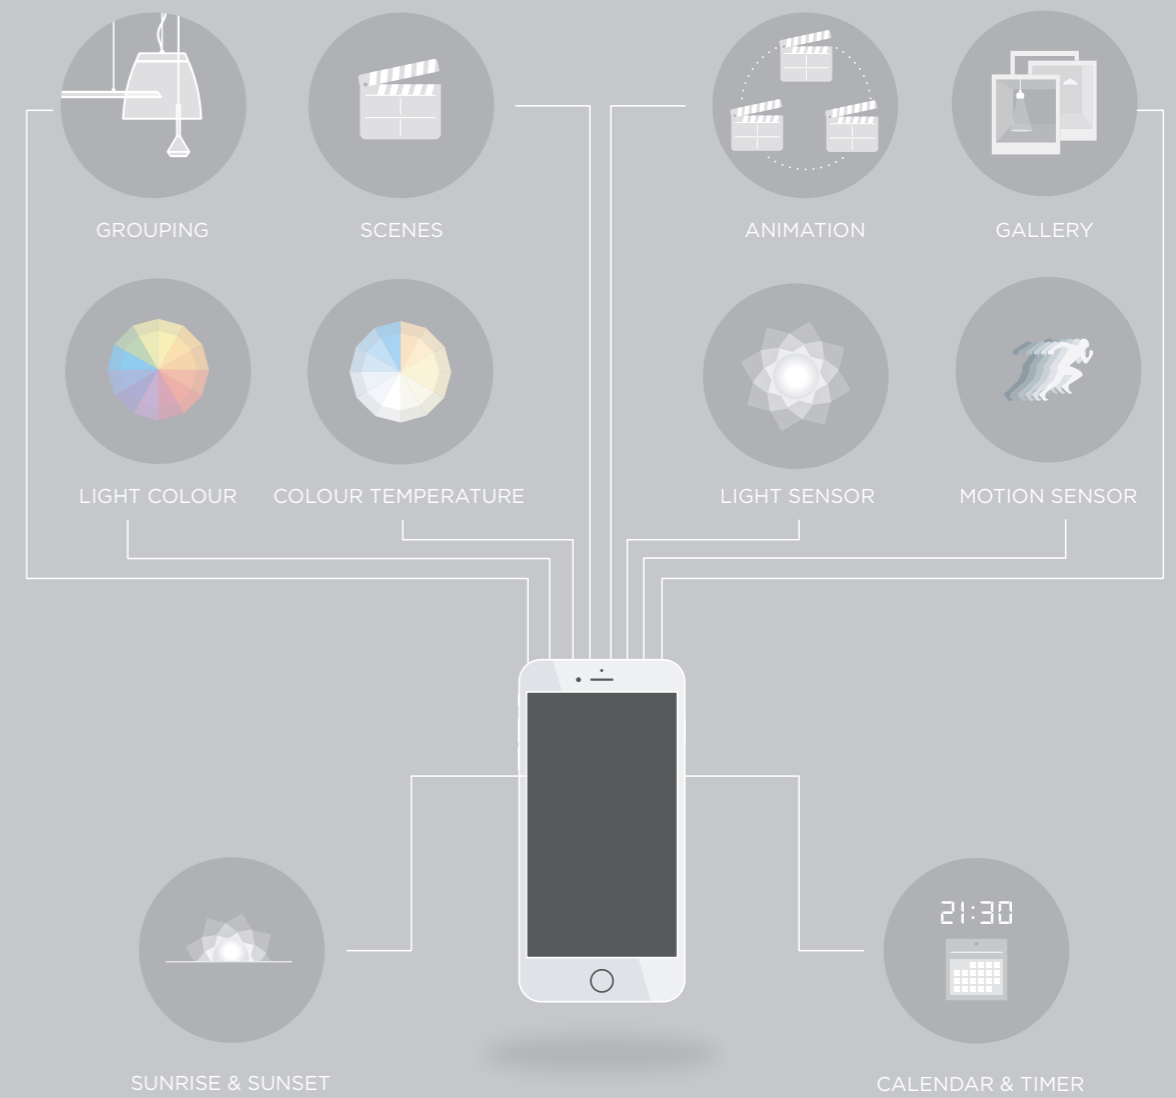 GROUPING
SCENES
ANIMATION
GALLERY
LIGHT COLOUR
COLOUR TEMPERATURE
LIGHT SENSOR
MOTION SENSOR
21:30
SUNRISE & SUNSET
CALENDAR & TIMER